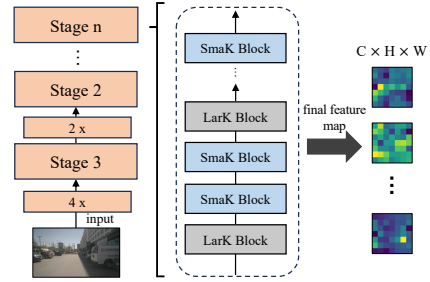 Stage n
⋮
Stage 2
2 x
Stage 3
4 x
input
SmaK Block
⋮
LarK Block
SmaK Block
SmaK Block
LarK Block
final feature
map
C × H × W
⋮